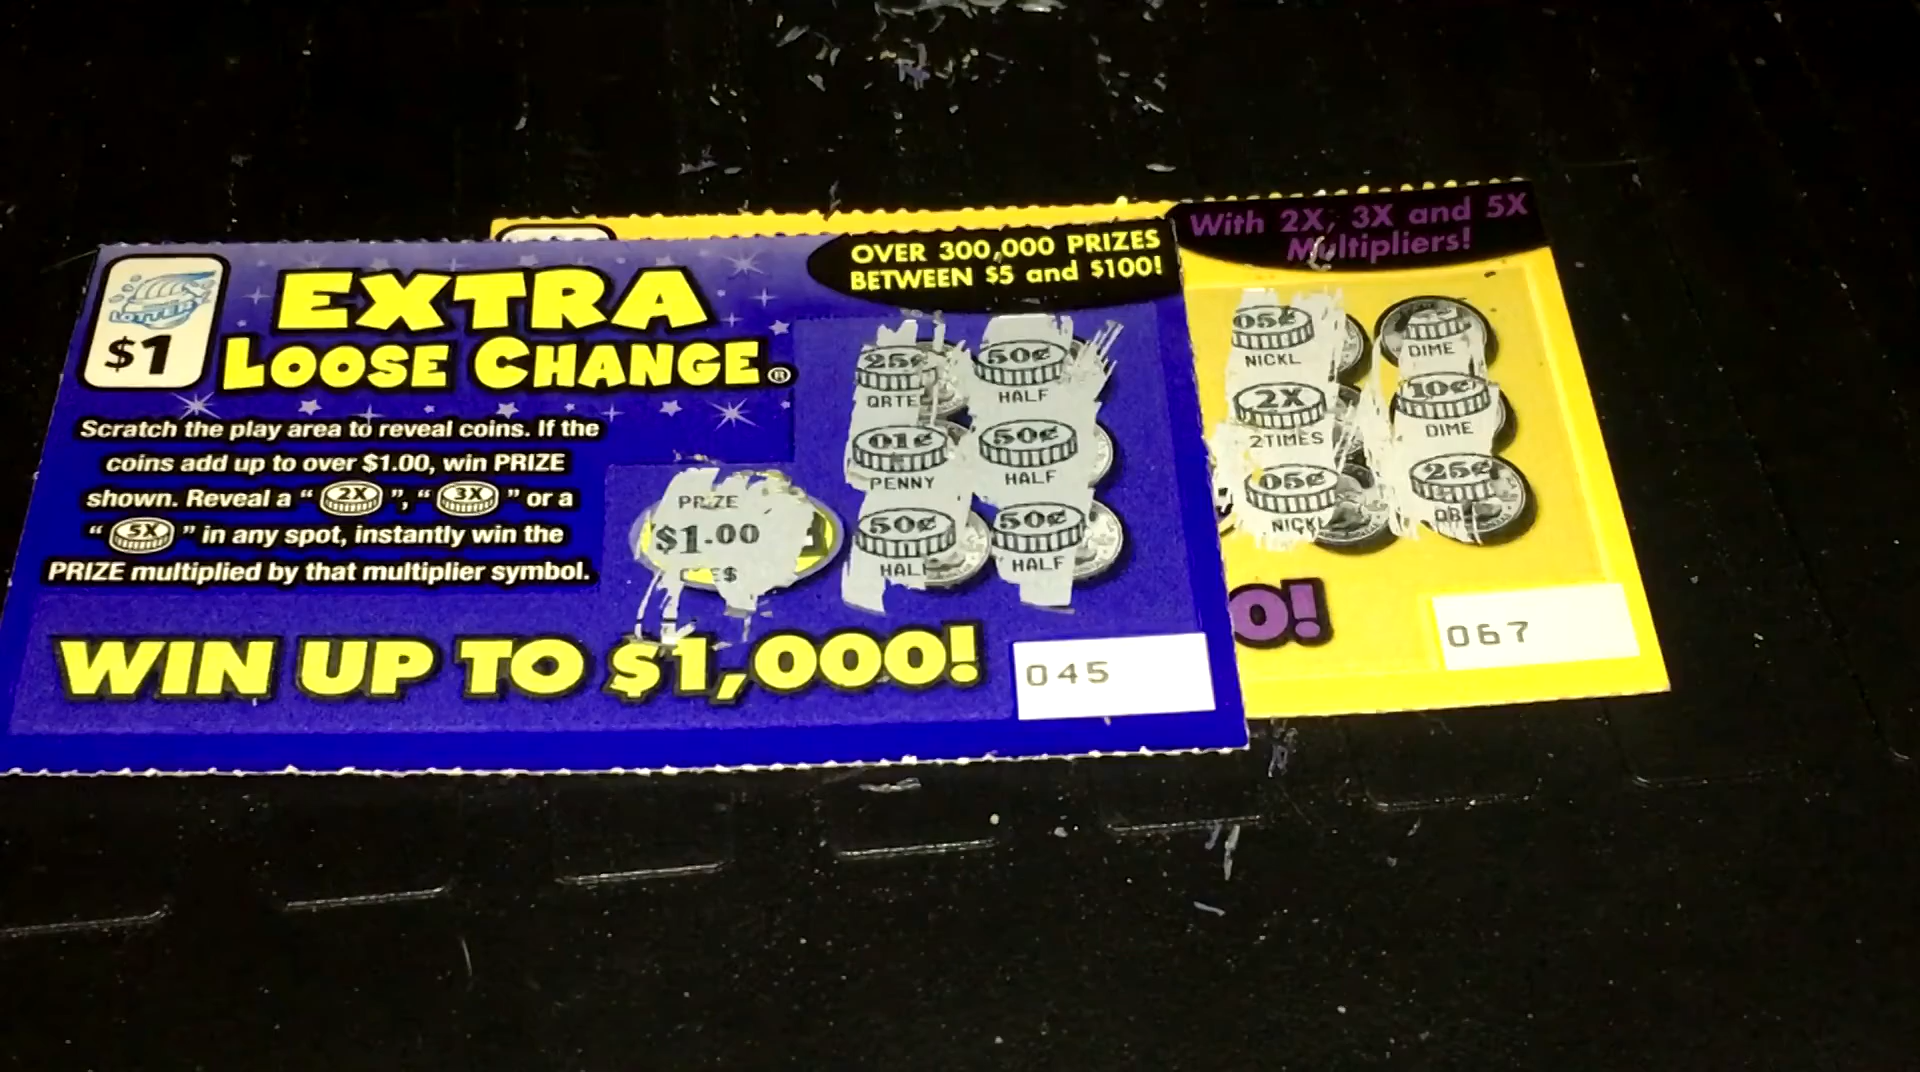 LOTTERY
$1
EXTRA
LOOSE CHANGE®
OVER 300,000 PRIZES
BETWEEN $5 and $100!
Scratch the play area to reveal coins. If the
coins add up to over $1.00, win PRIZE
shown. Reveal a “ 2X ”, “ 3X ” or a
“ 5X ” in any spot, instantly win the
PRIZE multiplied by that multiplier symbol.
PRIZE
$1.00
25¢
QRTE
50¢
HALF
01¢
PENNY
50¢
HALF
50¢
HALF
50¢
HALF
WIN UP TO $1,000!
045
With 2X, 3X and 5X
Multipliers!
05¢
NICKL
DIME
2X
2TIMES
10¢
DIME
05¢
NICKL
25¢
O!
067